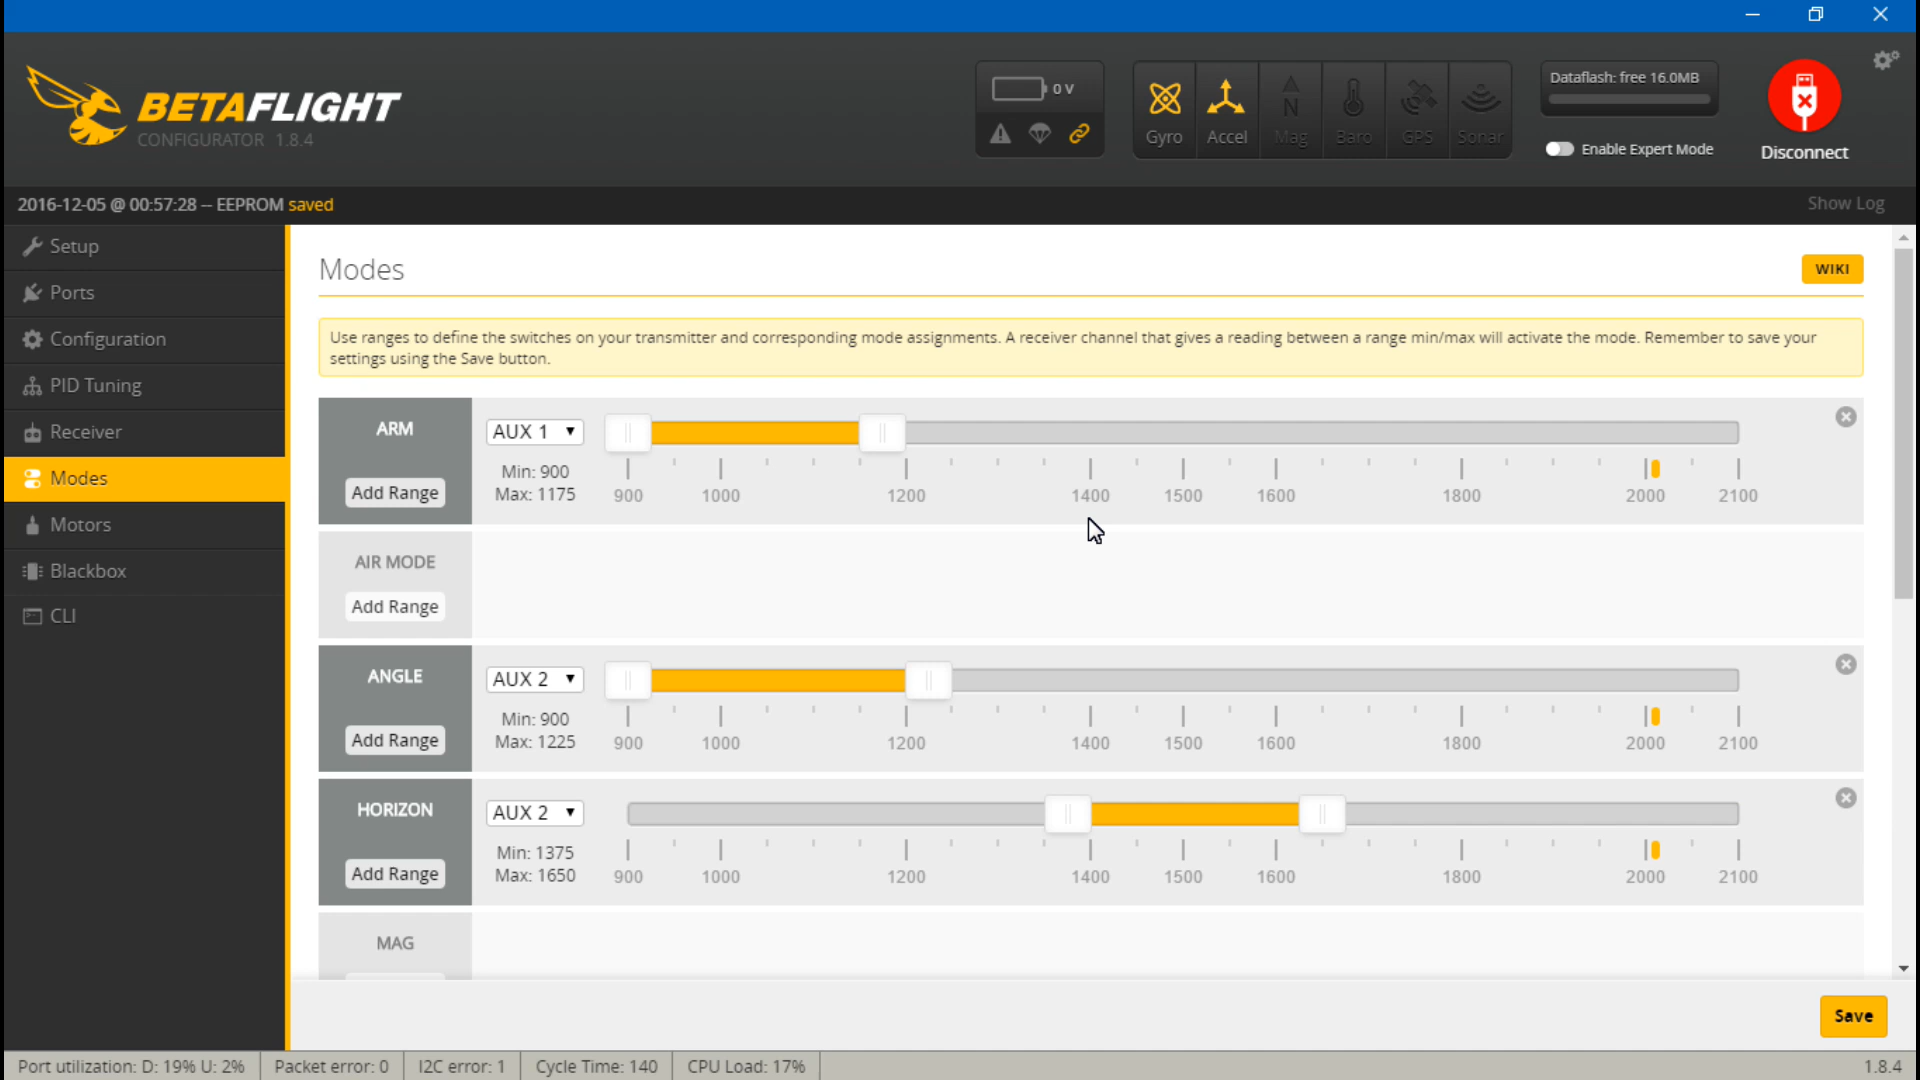 BETAFLIGHT
CONFIGURATOR 1.8.4
0 V
Gyro
Accel
Mag
Baro
GPS
Sonar
Dataflash: free 16.0MB
Enable Expert Mode
Disconnect
2016-12-05 @ 00:57:28 -- EEPROM saved
Show Log
Setup
Ports
Configuration
PID Tuning
Receiver
Modes
Motors
Blackbox
CLI
Modes
WIKI
Use ranges to define the switches on your transmitter and corresponding mode assignments. A receiver channel that gives a reading between a range min/max will activate the mode. Remember to save your
settings using the Save button.
ARM
Add Range
AUX 1
Min: 900
Max: 1175
900 1000 1200 1400 1500 1600 1800 2000 2100
AIR MODE
Add Range
ANGLE
Add Range
AUX 2
Min: 900
Max: 1225
900 1000 1200 1400 1500 1600 1800 2000 2100
HORIZON
Add Range
AUX 2
Min: 1375
Max: 1650
900 1000 1200 1400 1500 1600 1800 2000 2100
MAG
Save
Port utilization: D: 19% U: 2%
Packet error: 0
I2C error: 1
Cycle Time: 140
CPU Load: 17%
1.8.4